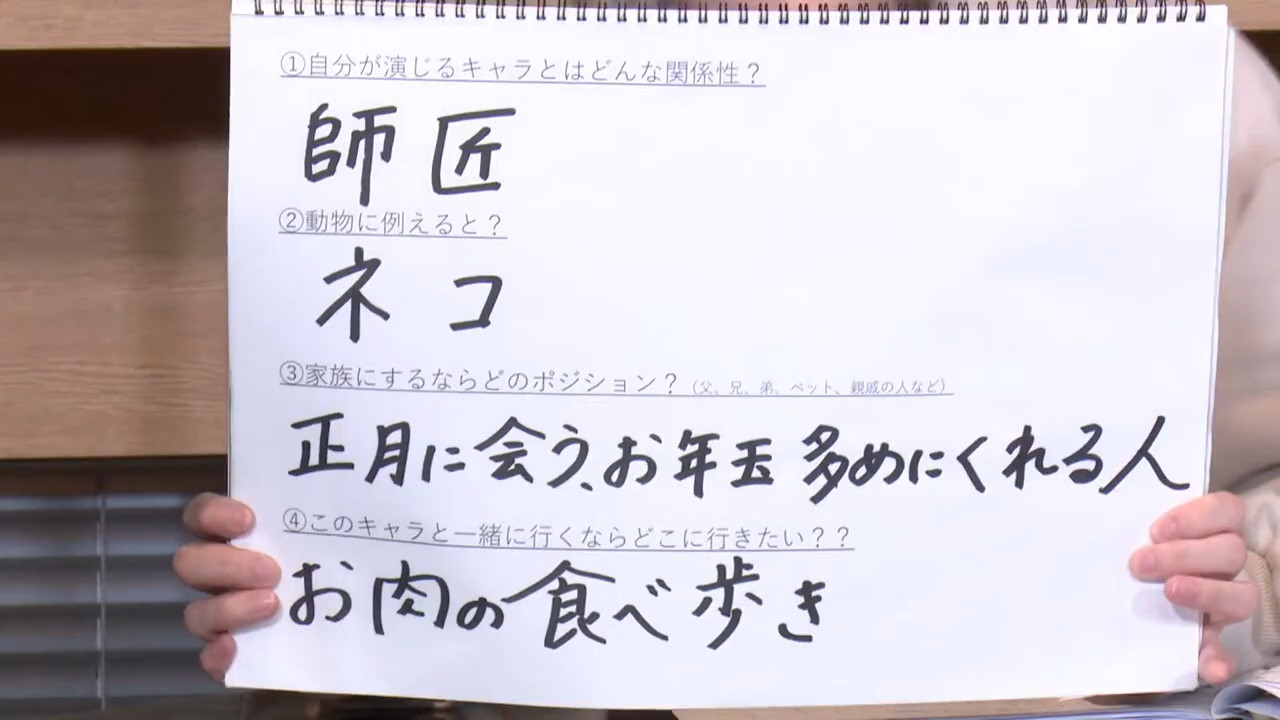 ①自分が演じるキャラとはどんな関係性？
師匠
②動物に例えると？
ネコ
③家族にするならどのポジション？（父、兄、弟、ペット、親戚の人など）
正月に会う、お年玉多めにくれる人
④このキャラと一緒に行くならどこに行きたい？？
お肉の食べ歩き